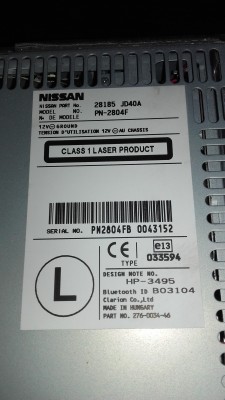 NISSAN
NISSAN PART No. 28185 JD40A
MODEL NO. PN-2804F
No DE MODELE
12V ⊖ GROUND
TENSION D'UTILISATION 12V ⊖ AU CHASSIS
CLASS 1 LASER PRODUCT
SERIAL NO. PN2804FB 0043152
L
CE
e13
TYPE 033594
DESIGN NOTE NO.
HP-3495
Bluetooth ID B03104
Clarion Co.,Ltd
MADE IN HUNGARY
PART NO. 276-0034-46